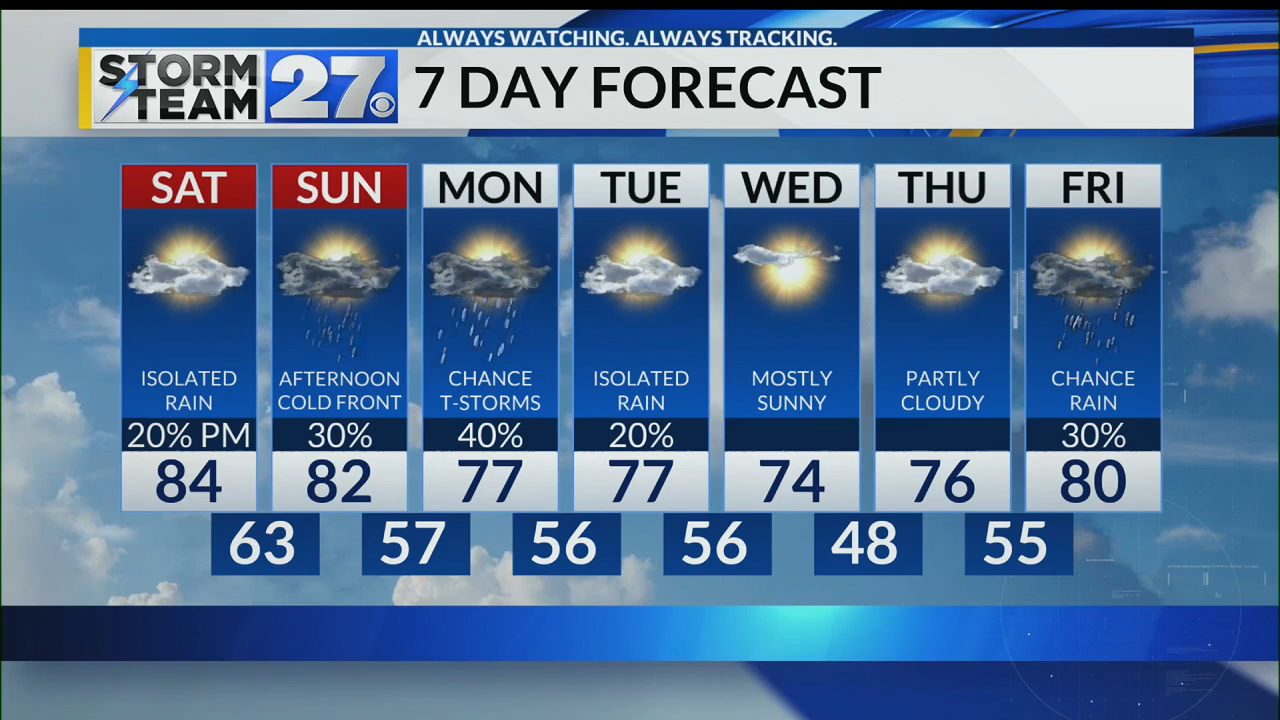 ALWAYS WATCHING. ALWAYS TRACKING.
STORM TEAM 27
7 DAY FORECAST
SAT SUN MON TUE WED THU FRI
ISOLATED RAIN
20% PM
84
AFTERNOON COLD FRONT
30%
82
CHANCE T-STORMS
40%
77
ISOLATED RAIN
20%
77
MOSTLY SUNNY
74
PARTLY CLOUDY
76
CHANCE RAIN
30%
80
63 57 56 56 48 55